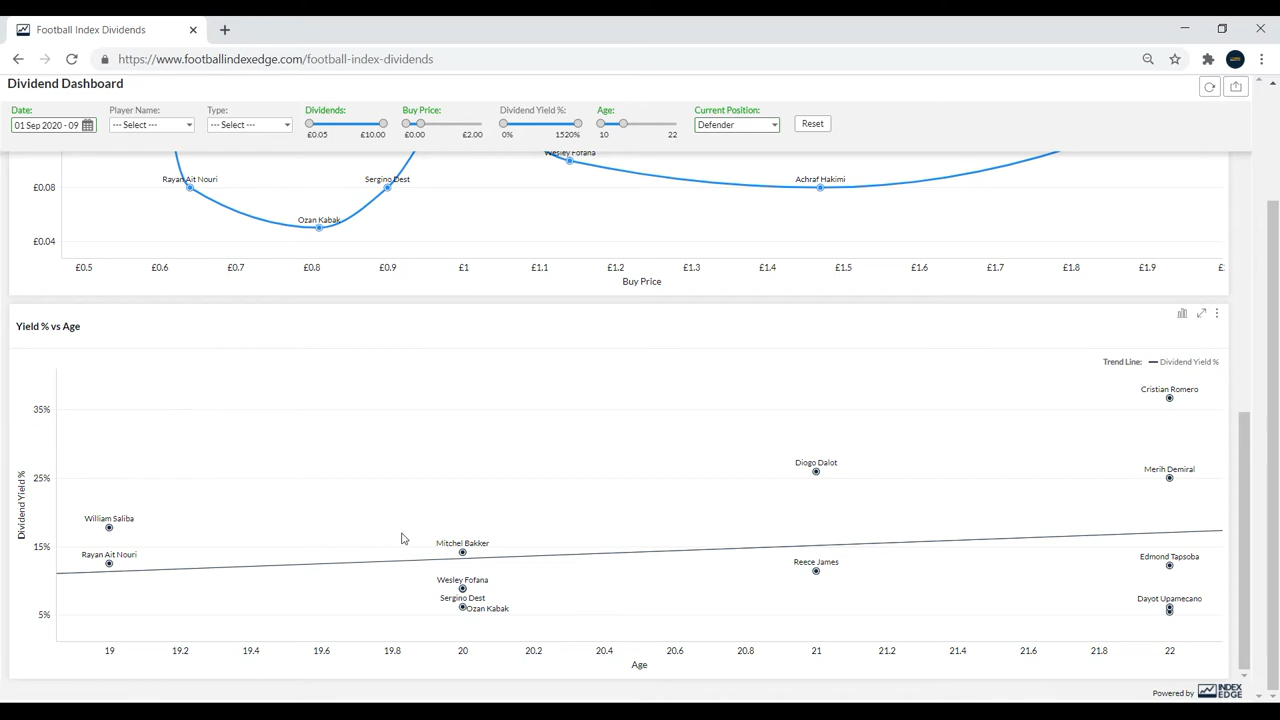 Football Index Dividends
https://www.footballindexedge.com/football-index-dividends
Dividend Dashboard
Date: Player Name: Type: Dividends: Buy Price: Dividend Yield %: Age: Current Position:
01 Sep 2020 - 09 --- Select --- --- Select --- Defender Reset
£0.05 £10.00 £0.00 £2.00 0% 1520% 10 22
Wesley Fofana
Rayan Ait Nouri Sergino Dest Achraf Hakimi
£0.08
Ozan Kabak
£0.04
£0.5 £0.6 £0.7 £0.8 £0.9 £1 £1.1 £1.2 £1.3 £1.4 £1.5 £1.6 £1.7 £1.8 £1.9
Buy Price
Yield % vs Age
Trend Line: Dividend Yield %
Cristian Romero
35%
Diogo Dalot
Merih Demiral
25%
William Saliba
Mitchel Bakker
15%
Rayan Ait Nouri
Edmond Tapsoba
Reece James
Wesley Fofana
Sergino Dest
Dayot Upamecano
Ozan Kabak
5%
Dividend Yield %
19 19.2 19.4 19.6 19.8 20 20.2 20.4 20.6 20.8 21 21.2 21.4 21.6 21.8 22
Age
Powered by INDEX EDGE